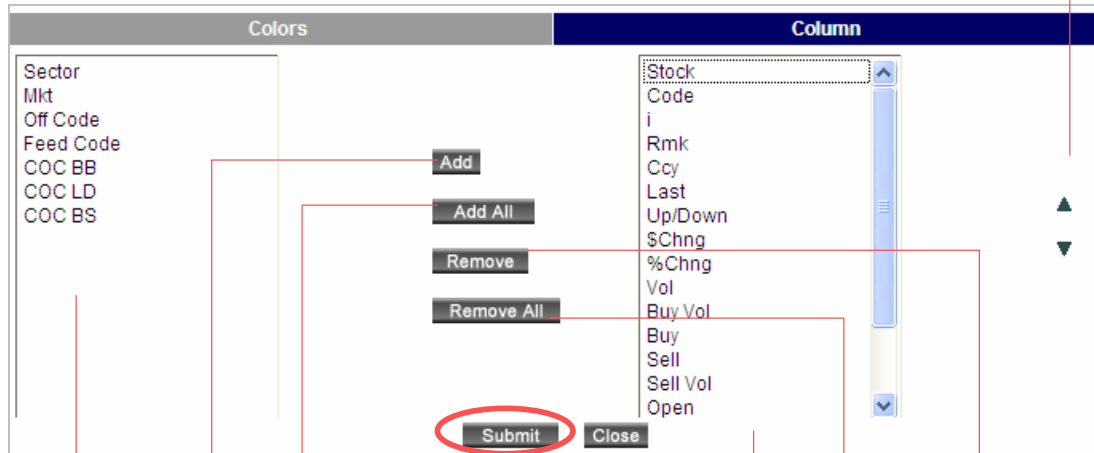 Colors
Column
Sector
Mkt
Off Code
Feed Code
COC BB
COC LD
COC BS
Add
Add All
Remove
Remove All
Stock
Code
i
Rmk
Ccy
Last
Up/Down
$Chng
%Chng
Vol
Buy Vol
Buy
Sell
Sell Vol
Open
Submit
Close